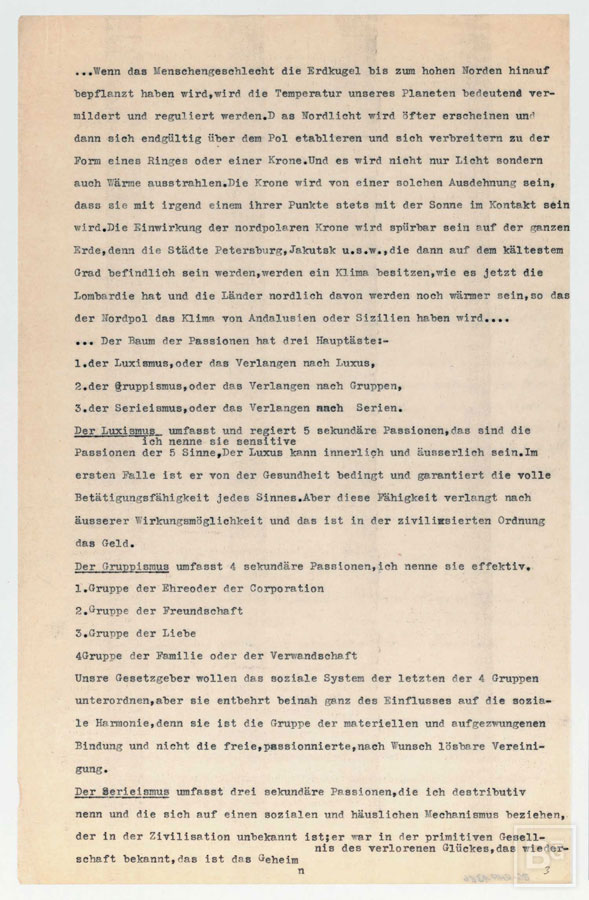 ...Wenn das Menschengeschlecht die Erdkugel bis zum hohen Norden hinauf
bepflanzt haben wird,wird die Temperatur unseres Planeten bedeutend ver-
mildert und reguliert werden.D as Nordlicht wird öfter erscheinen und
dann sich endgültig über dem Pol etablieren und sich verbreitern zu der
Form eines Ringes oder einer Krone.Und es wird nicht nur Licht sondern
auch Wärme ausstrahlen.Die Krone wird von einer solchen Ausdehnung sein,
dass sie mit irgend einem ihrer Punkte stets mit der Sonne im Kontakt sein
wird.Die Einwirkung der nordpolaren Krone wird spürbar sein auf der ganzen
Erde,denn die Städte Petersburg,Jakutsk u.s.w.,die dann auf dem kältestem
Grad befindlich sein werden,werden ein Klima besitzen,wie es jetzt die
Lombardie hat und die Länder nordlich davon werden noch wärmer sein,so das
der Nordpol das Klima von Andalusien oder Sizilien haben wird....
... Der Baum der Passionen hat drei Hauptäste:-
1.der Luxismus,oder das Verlangen nach Luxus,
2.der Gruppismus,oder das Verlangen nach Gruppen,
3.der Serieismus,oder das Verlangen nach Serien.
Der Luxismus umfasst und regiert 5 sekundäre Passionen,das sind die
ich nenne sie sensitive
Passionen der 5 Sinne,Der Luxus kann innerlich und äusserlich sein.Im
ersten Falle ist er von der Gesundheit bedingt und garantiert die volle
Betätigungsfähigkeit jedes Sinnes.Aber diese Fähigkeit verlangt nach
äusserer Wirkungsmöglichkeit und das ist in der zivilisierten Ordnung
das Geld.
Der Gruppismus umfasst 4 sekundäre Passionen,ich nenne sie effektiv.
1.Gruppe der Ehreoder der Corporation
2.Gruppe der Freundschaft
3.Gruppe der Liebe
4Gruppe der Familie oder der Verwandschaft
Unsre Gesetzgeber wollen das soziale System der letzten der 4 Gruppen
unterordnen,aber sie entbehrt beinah ganz des Einflusses auf die sozia-
le Harmonie,denn sie ist die Gruppe der materiellen und aufgezwungenen
Bindung und nicht die freie,passionnierte,nach Wunsch lösbare Vereini-
gung.
Der Serieismus umfasst drei sekundäre Passionen,die ich destributiv
nenn und die sich auf einen sozialen und häuslichen Mechanismus beziehen,
der in der Zivilisation unbekannt ist;er war in der primitiven Gesell-
schaft bekannt,das ist das Geheim
nis des verlorenen Glückes,das wieder-
n
3
BG